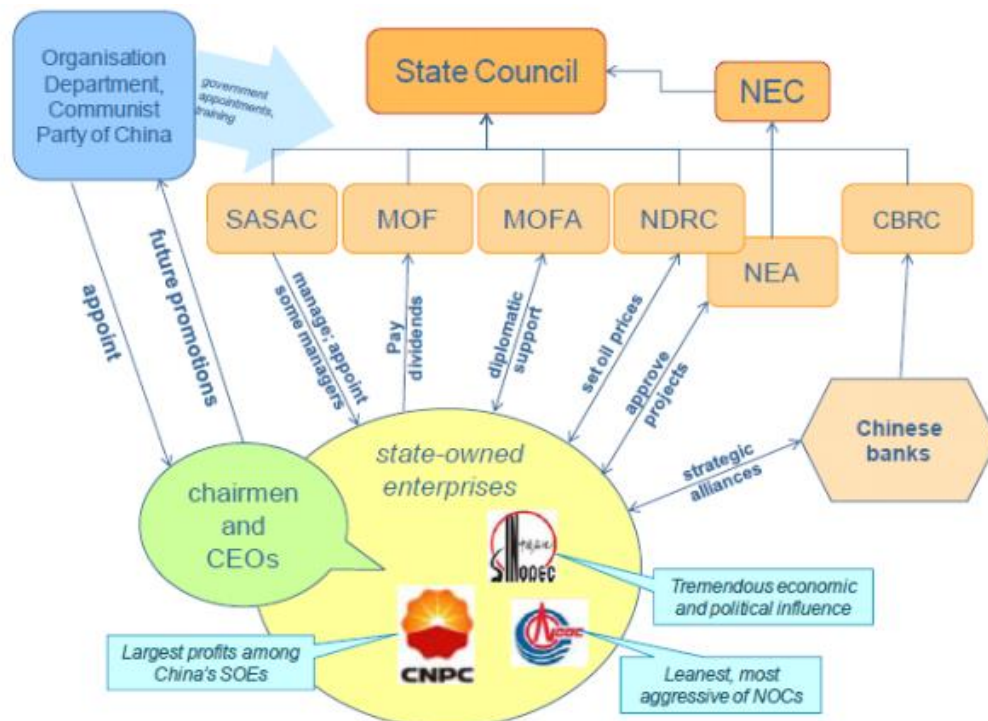 Organisation
Department,
Communist
Party of China
government
appointments,
training
State Council
NEC
SASAC
MOF
MOFA
NDRC
NEA
CBRC
appoint
future promotions
manage; appoint
some managers
Pay
dividends
diplomatic
support
set oil prices
approve
projects
strategic
alliances
Chinese
banks
state-owned
enterprises
chairmen
and
CEOs
SINOPEC
CNPC
Tremendous economic
and political influence
Largest profits among
China's SOEs
Leanest, most
aggressive of NOCs